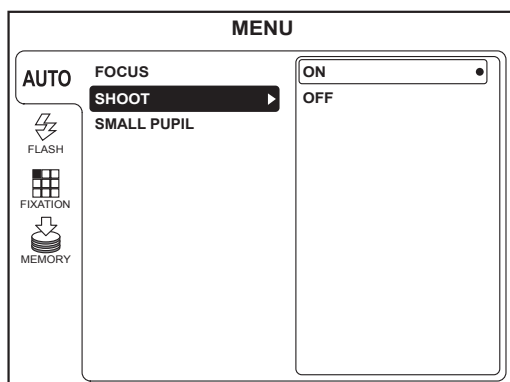 MENU
AUTO
FLASH
FIXATION
MEMORY
FOCUS
SHOOT
SMALL PUPIL
ON
OFF